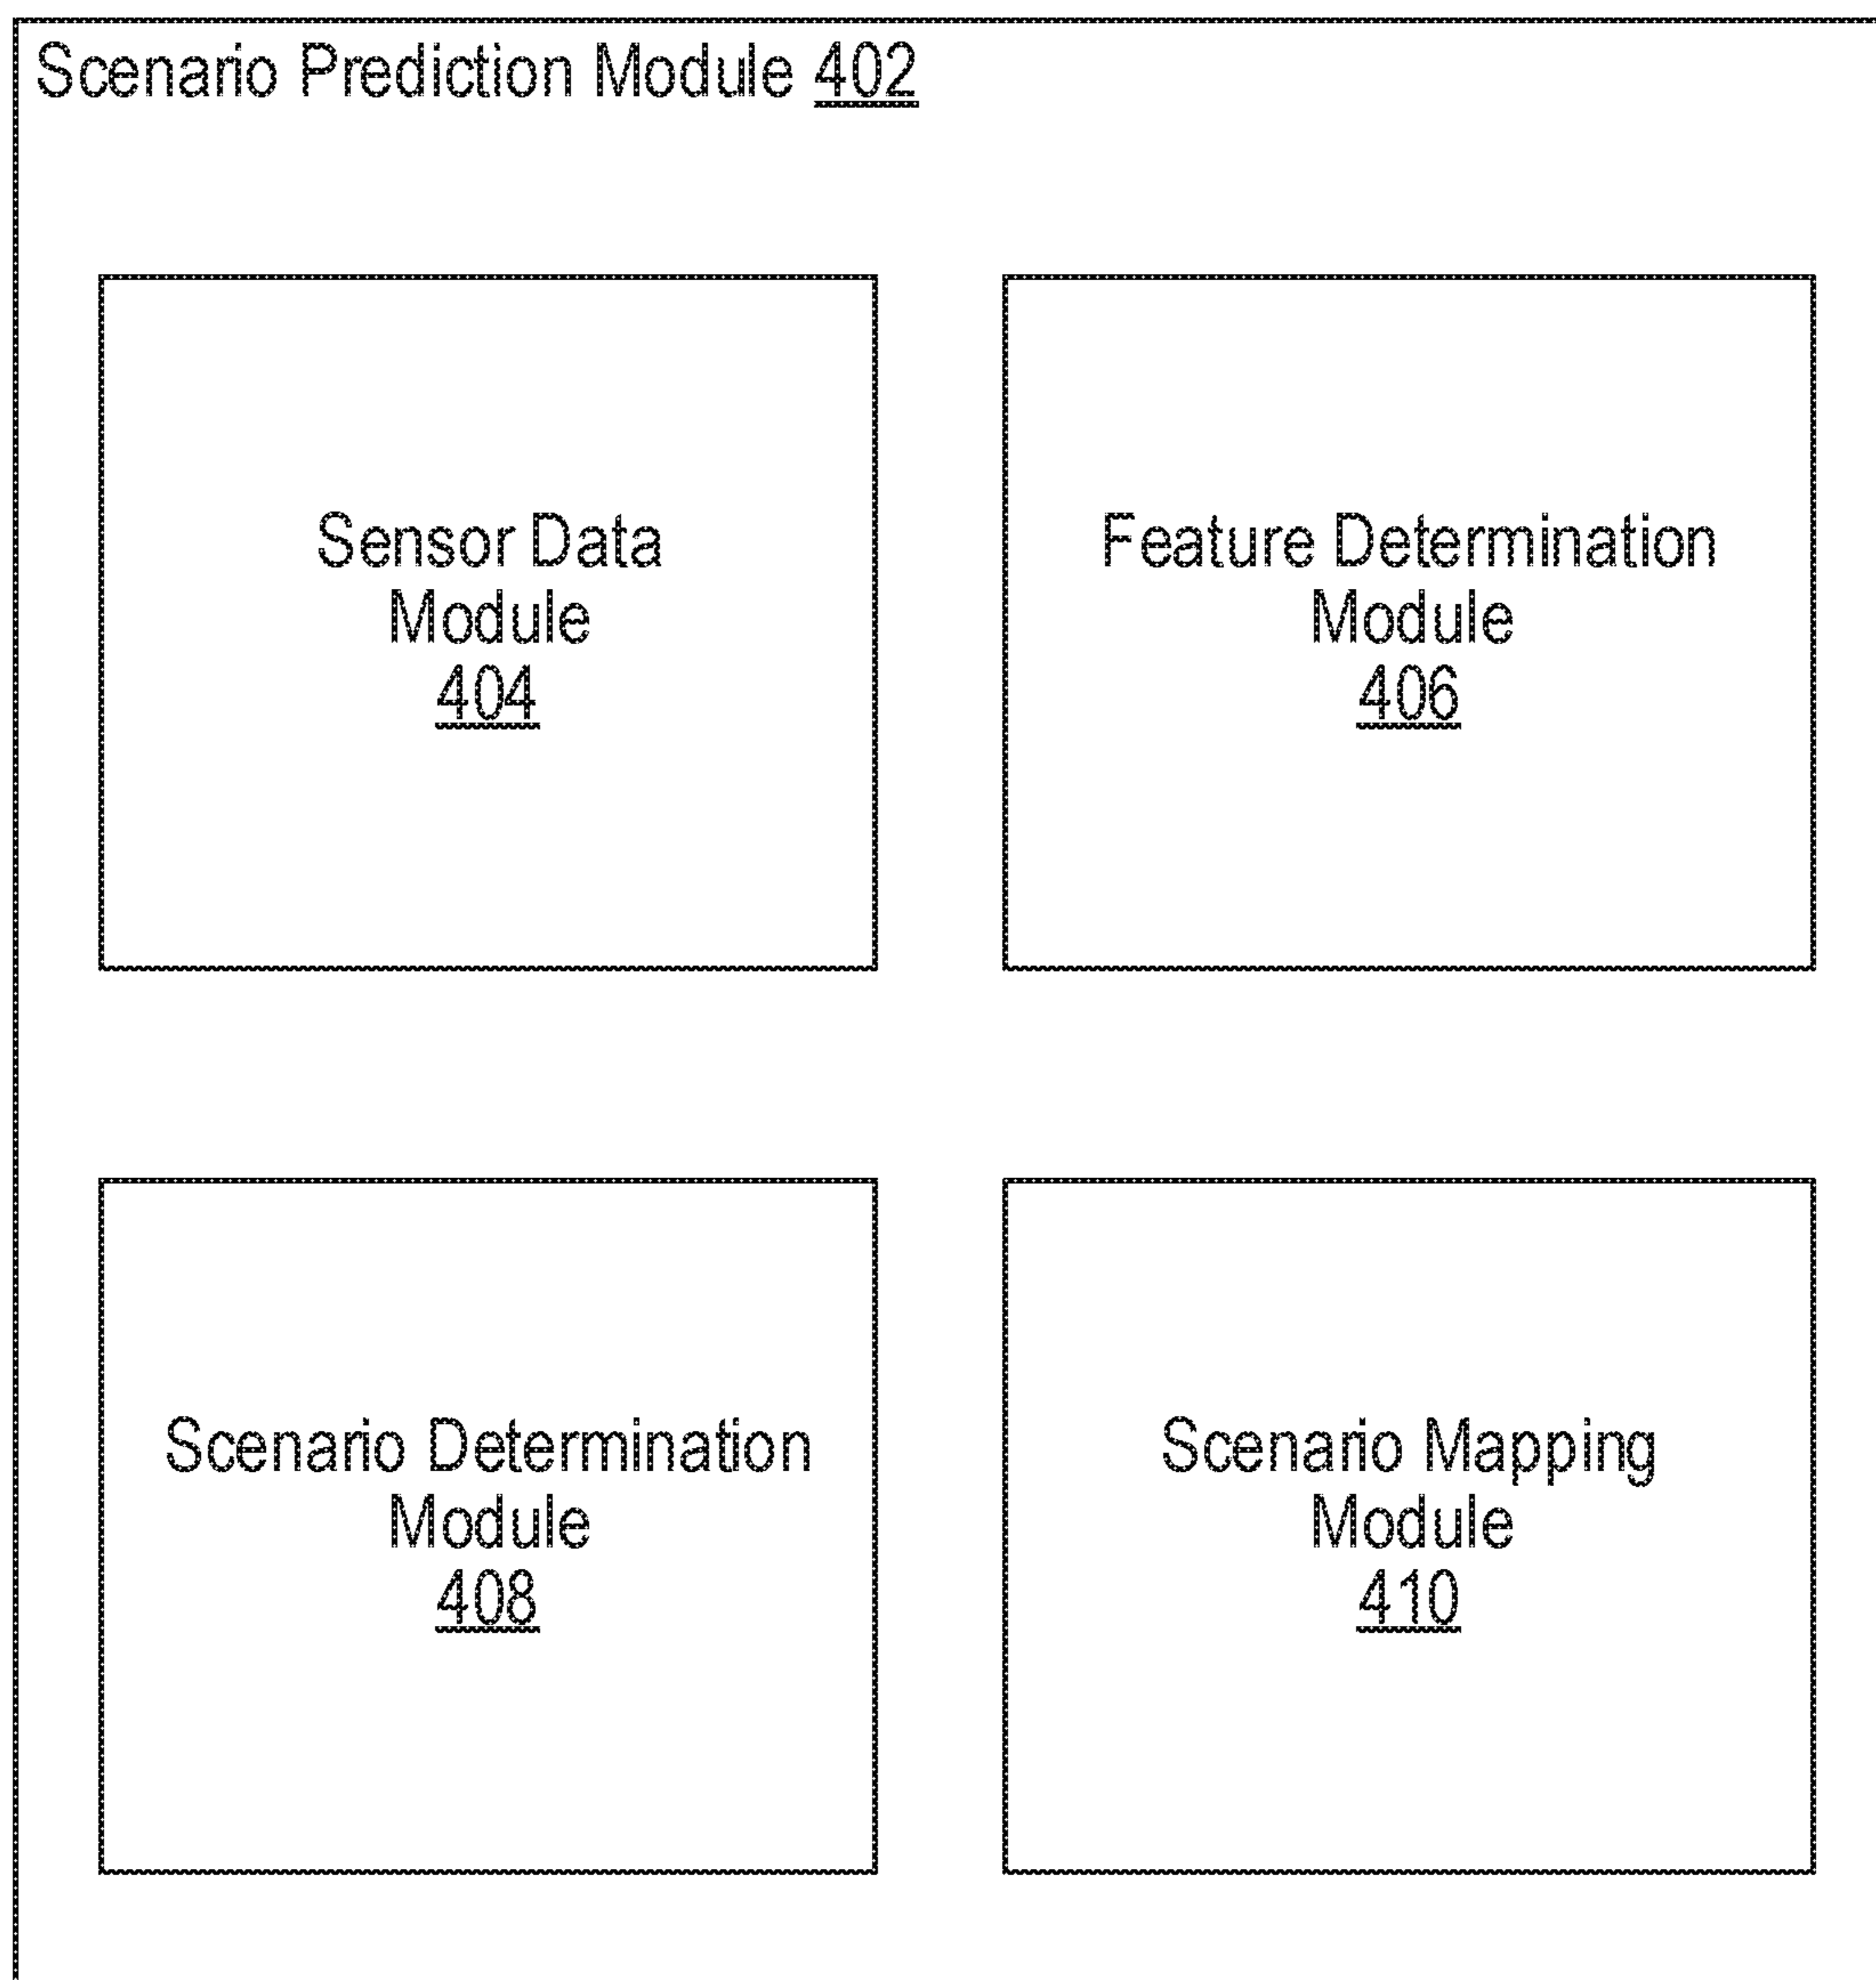 Scenario Prediction Module 402
Sensor Data
Module
404
Feature Determination
Module
406
Scenario Determination
Module
408
Scenario Mapping
Module
410